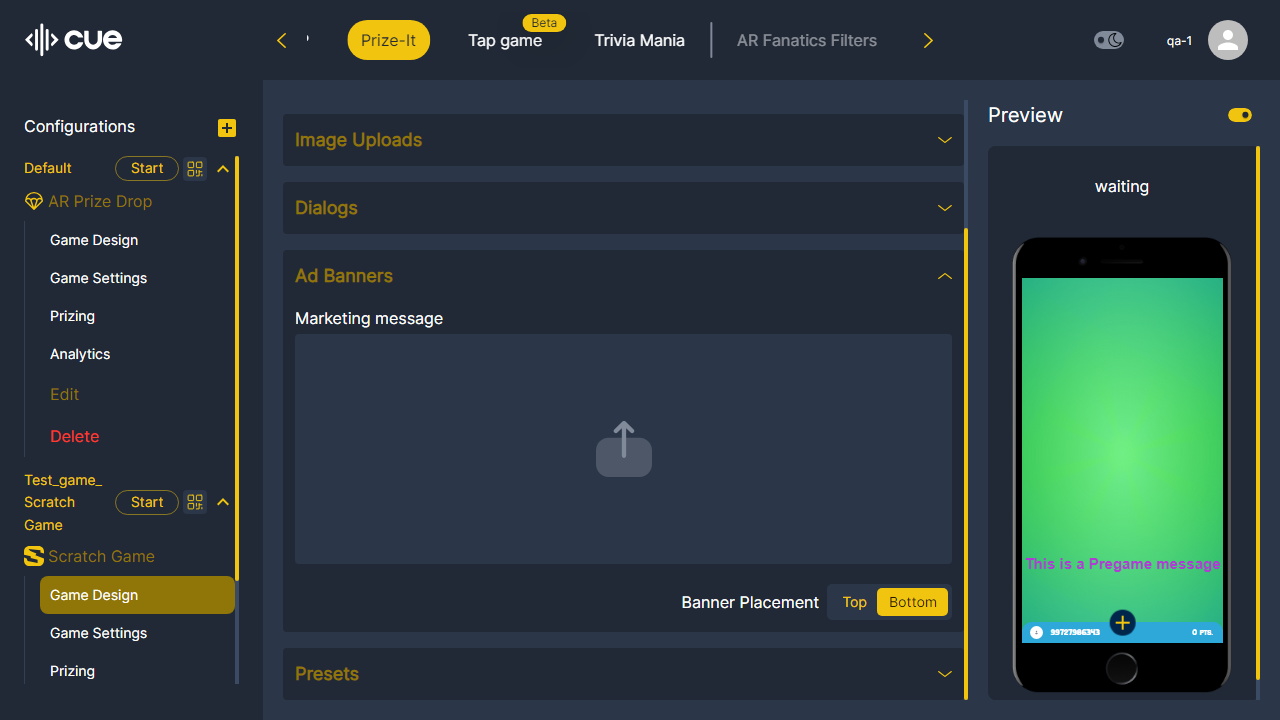 cue
Prize-It
Tap game
Beta
Trivia Mania
AR Fanatics Filters
qa-1
Configurations
Default
Start
AR Prize Drop
Game Design
Game Settings
Prizing
Analytics
Edit
Delete
Test_game_
Scratch
Game
Start
Scratch Game
Game Design
Game Settings
Prizing
Image Uploads
Dialogs
Ad Banners
Marketing message
Banner Placement
Top
Bottom
Presets
Preview
waiting
This is a Pregame message
0 PTS.